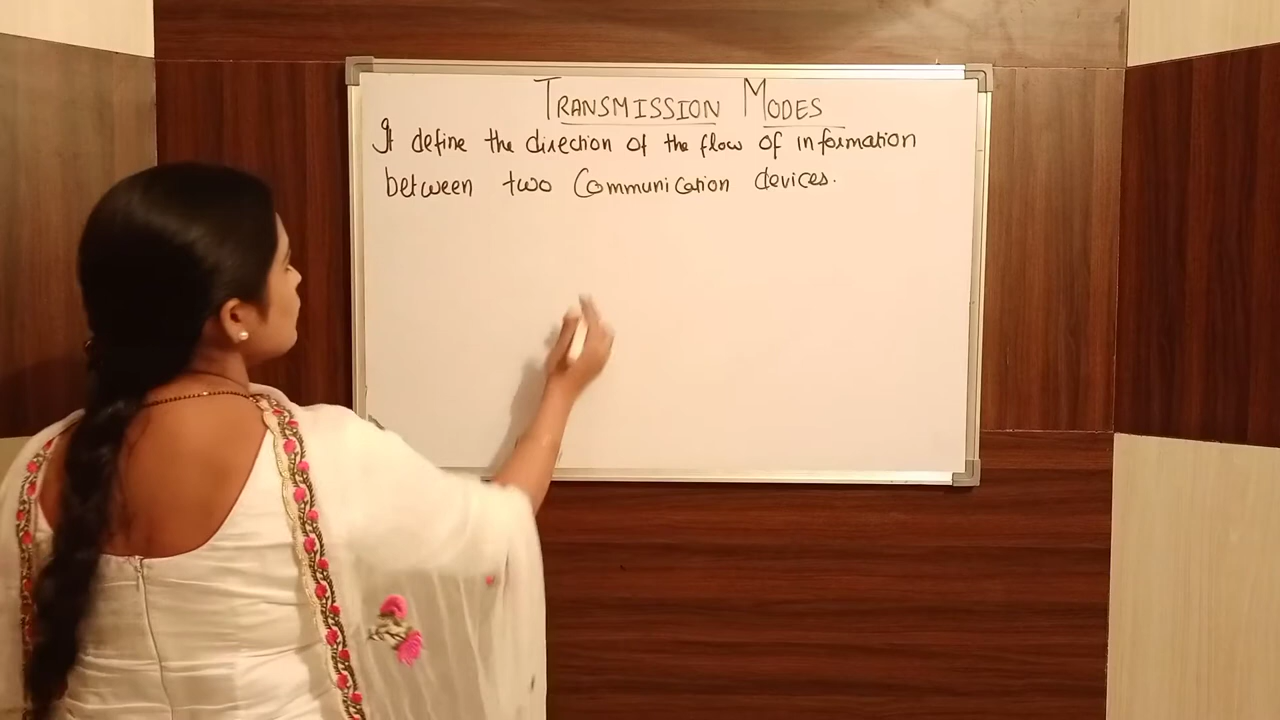 TRANSMISSION MODES
It define the direction of the flow of information
between two Communication devices.